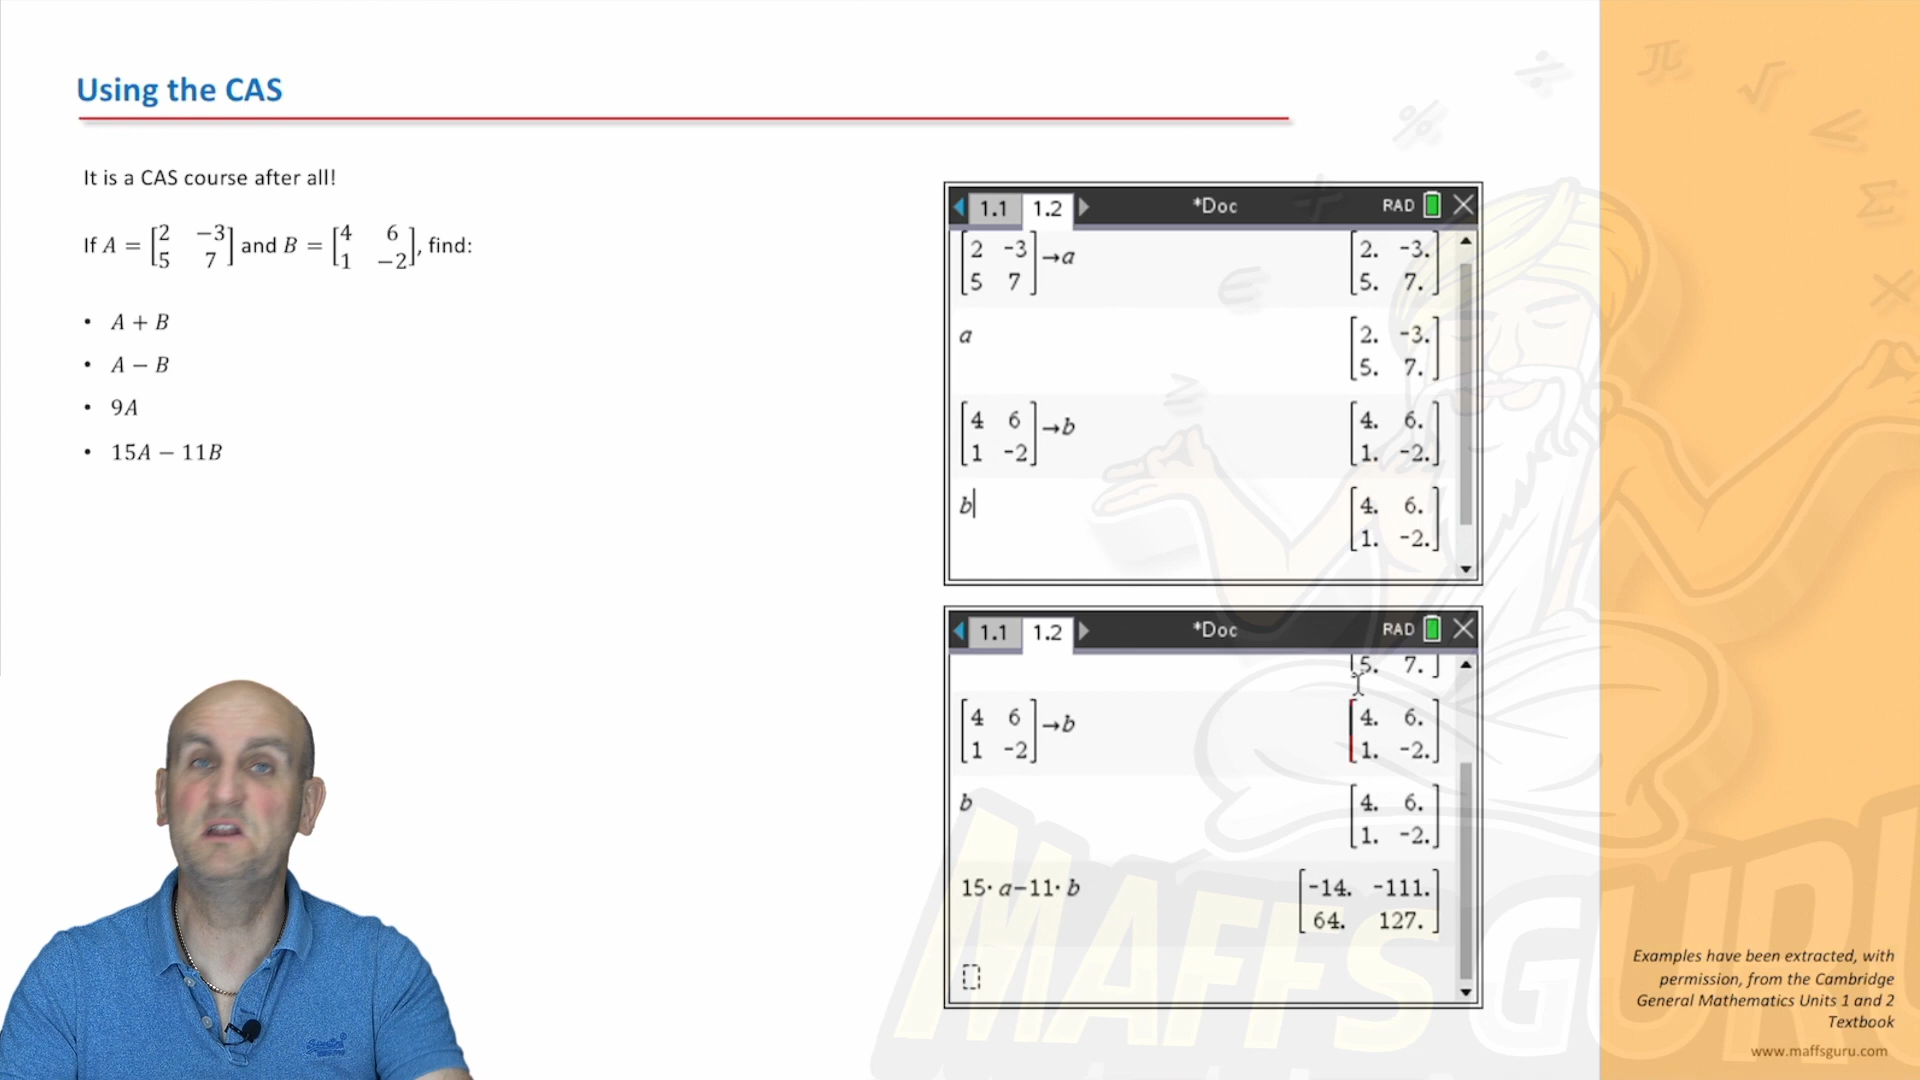 Using the CAS
It is a CAS course after all!
If A = [2 −3 5 7] and B = [4 6 1 −2], find:
• A + B
• A − B
• 9A
• 15A − 11B
1.1 1.2 *Doc RAD
[2 -3 5 7]→a [2. -3. 5. 7.]
a [2. -3. 5. 7.]
[4 6 1 -2]→b [4. 6. 1. -2.]
b [4. 6. 1. -2.]
1.1 1.2 *Doc RAD
5. 7.]
[4 6 1 -2]→b [4. 6. 1. -2.]
b [4. 6. 1. -2.]
15·a−11·b [-14. -111. 64. 127.]
MAFFSGURU
Examples have been extracted, with
permission, from the Cambridge
General Mathematics Units 1 and 2
Textbook
www.maffsguru.com